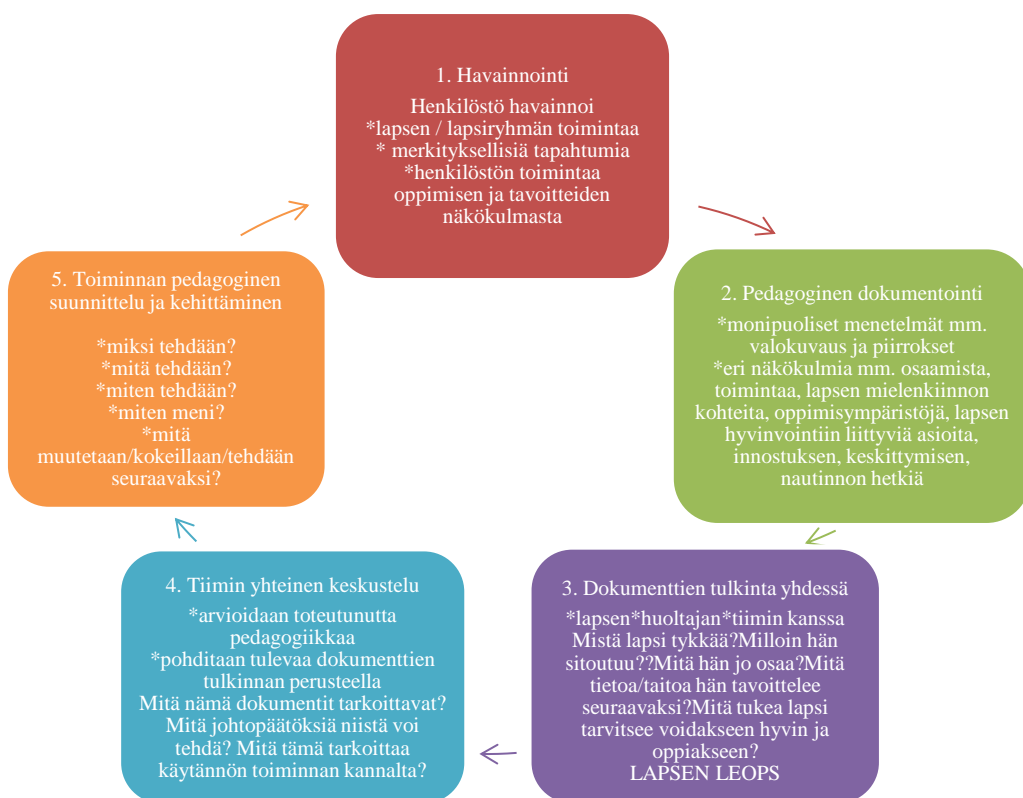 1. Havainnointi
Henkilöstö havainnoi
*lapsen / lapsiryhmän toimintaa
* merkityksellisiä tapahtumia
*henkilöstön toimintaa
oppimisen ja tavoitteiden
näkökulmasta
2. Pedagoginen dokumentointi
*monipuoliset menetelmät mm.
valokuvaus ja piirrokset
*eri näkökulmia mm. osaamista,
toimintaa, lapsen mielenkiinnon
kohteita, oppimisympäristöjä, lapsen
hyvinvointiin liittyviä asioita,
innostuksen, keskittymisen,
nautinnon hetkiä
3. Dokumenttien tulkinta yhdessä
*lapsen*huoltajan*tiimin kanssa
Mistä lapsi tykkää?Milloin hän
sitoutuu??Mitä hän jo osaa?Mitä
tietoa/taitoa hän tavoittelee
seuraavaksi?Mitä tukea lapsi
tarvitsee voidakseen hyvin ja
oppiakseen?
LAPSEN LEOPS
4. Tiimin yhteinen keskustelu
*arvioidaan toteutunutta
pedagogiikkaa
*pohditaan tulevaa dokumenttien
tulkinnan perusteella
Mitä nämä dokumentit tarkoittavat?
Mitä johtopäätöksiä niistä voi
tehdä? Mitä tämä tarkoittaa
käytännön toiminnan kannalta?
5. Toiminnan pedagoginen
suunnittelu ja kehittäminen
*miksi tehdään?
*mitä tehdään?
*miten tehdään?
*miten meni?
*mitä
muutetaan/kokeillaan/tehdään
seuraavaksi?